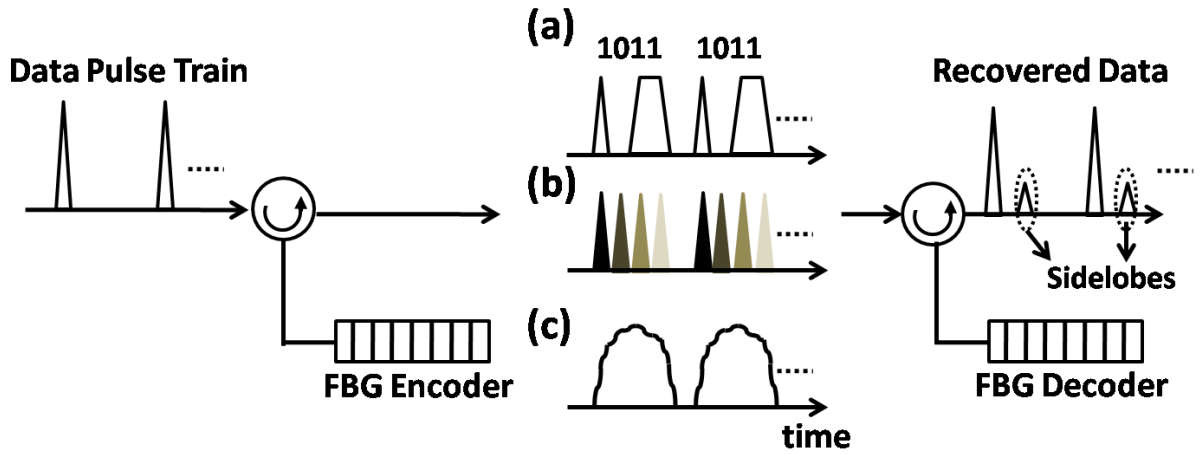 (a)
1011 1011
Data Pulse Train
Recovered Data
(b)
Sidelobes
(c)
FBG Encoder
FBG Decoder
time